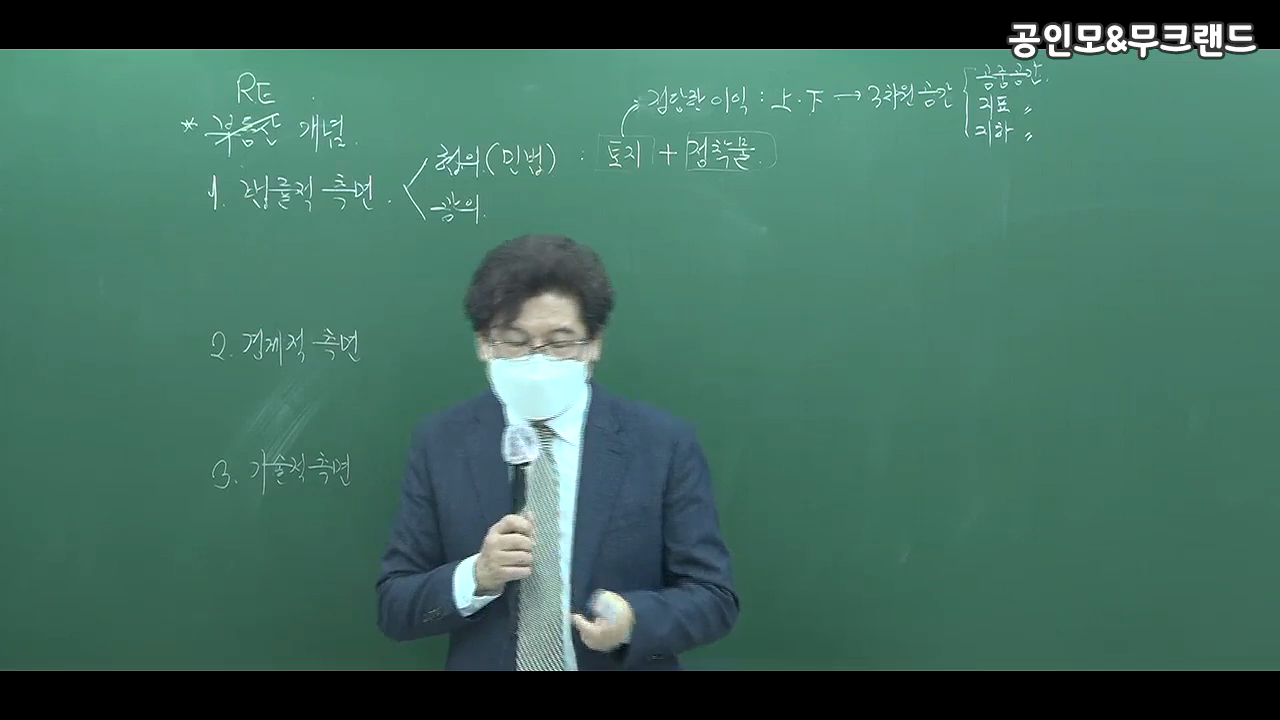 공인모&무크랜드
RE
* 부동산 개념.
1. 법률적 측면.
협의(민법) : 토지 + 정착물.
광의.
정당한 이익 : 上.下 → 3차원 공간
공중공간.
지표 〃
지하 〃
2. 경제적 측면
3. 기술적 측면